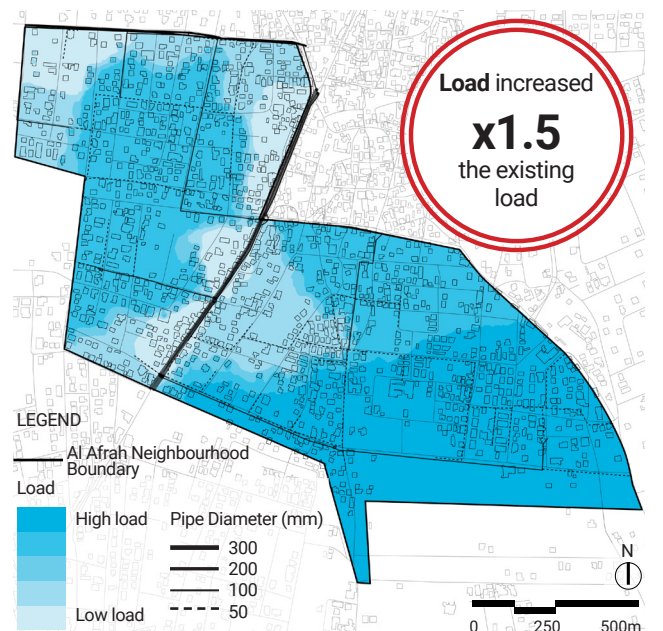 Load increased
x1.5
the existing
load
LEGEND
Al Afrah Neighbourhood
Boundary
Load
High load
Low load
Pipe Diameter (mm)
300
200
100
50
N
0 250 500m